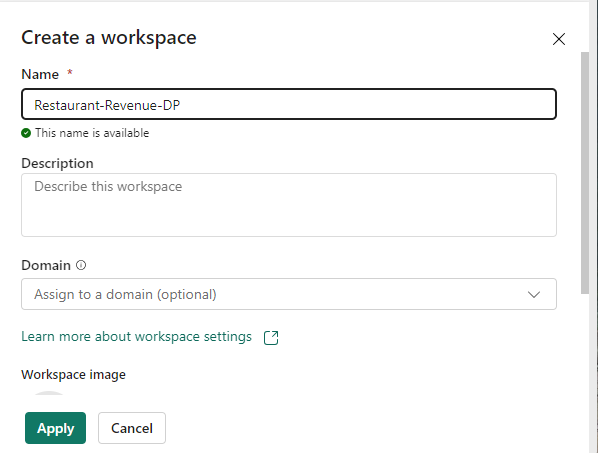 Create a workspace
Name *
Restaurant-Revenue-DP
This name is available
Description
Describe this workspace
Domain
Assign to a domain (optional)
Learn more about workspace settings
Workspace image
Apply Cancel